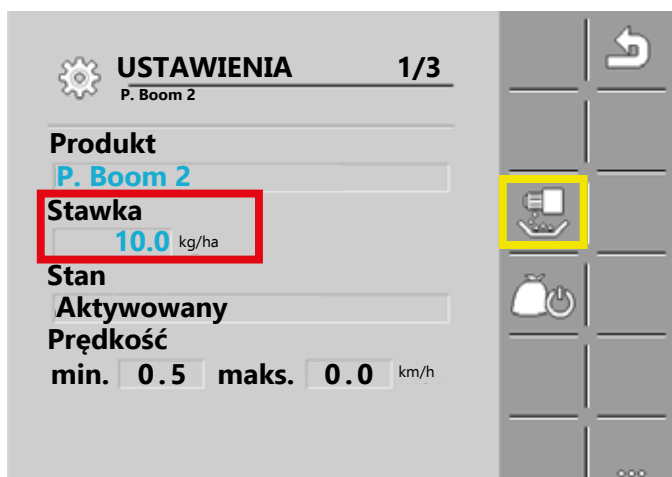 USTAWIENIA 1/3
P. Boom 2
Produkt
P. Boom 2
Stawka
10.0 kg/ha
Stan
Aktywowany
Prędkość
min. 0.5 maks. 0.0 km/h